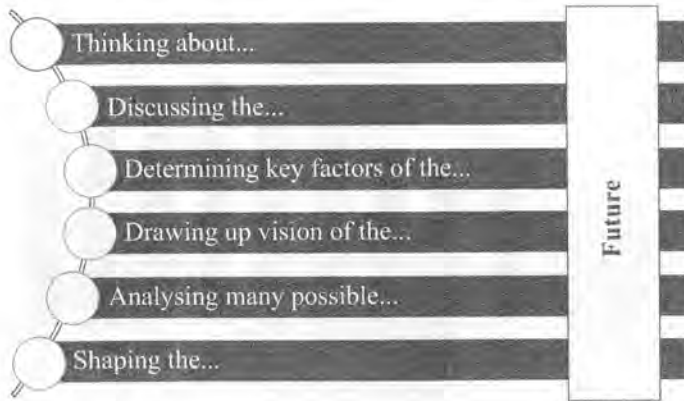 Thinking about...
Discussing the...
Determining key factors of the...
Drawing up vision of the...
Analysing many possible...
Shaping the...
Future